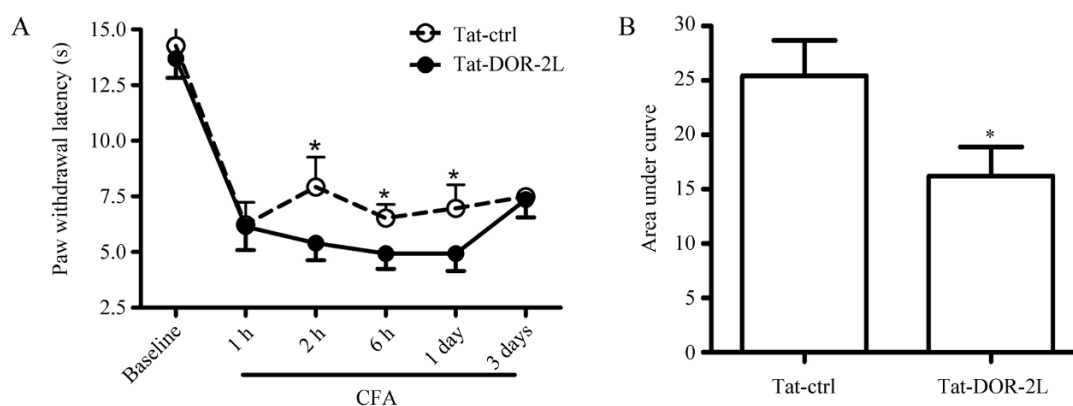 A
Paw withdrawal latency (s)
15.0
12.5
10.0
7.5
5.0
2.5
Tat-ctrl
Tat-DOR-2L
*
*
*
Baseline
1 h
2 h
6 h
1 day
3 days
CFA
B
Area under curve
30
25
20
15
10
5
0
*
Tat-ctrl
Tat-DOR-2L